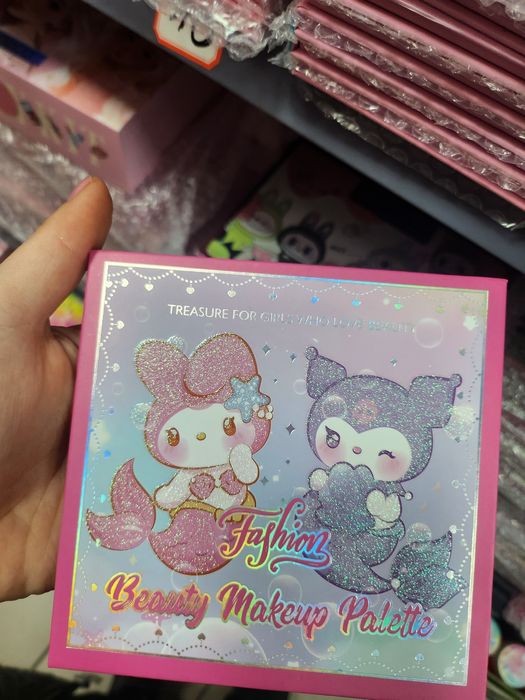 TREASURE FOR GIRLS WHO LOVE BEAUTY
Fashion
Beauty Makeup Palette